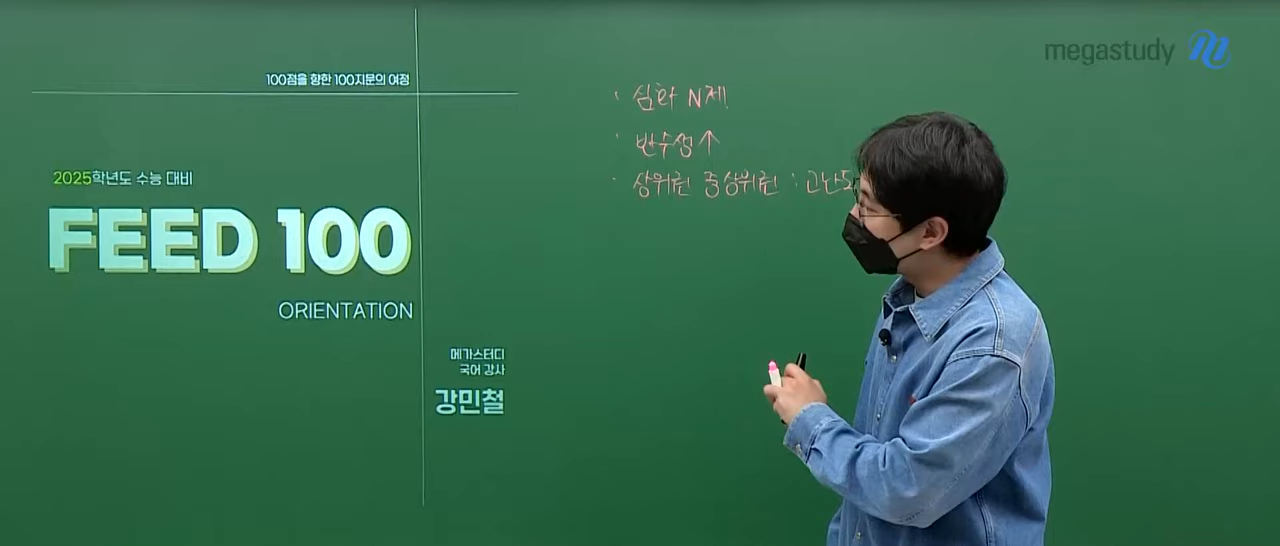 megastudy
100점을 향한 100지문의 여정
2025학년도 수능 대비
FEED 100
ORIENTATION
메가스터디
국어 강사
강민철
· 심화 N제
· 반수생↑
· 상위권 중상위권 : 고난도